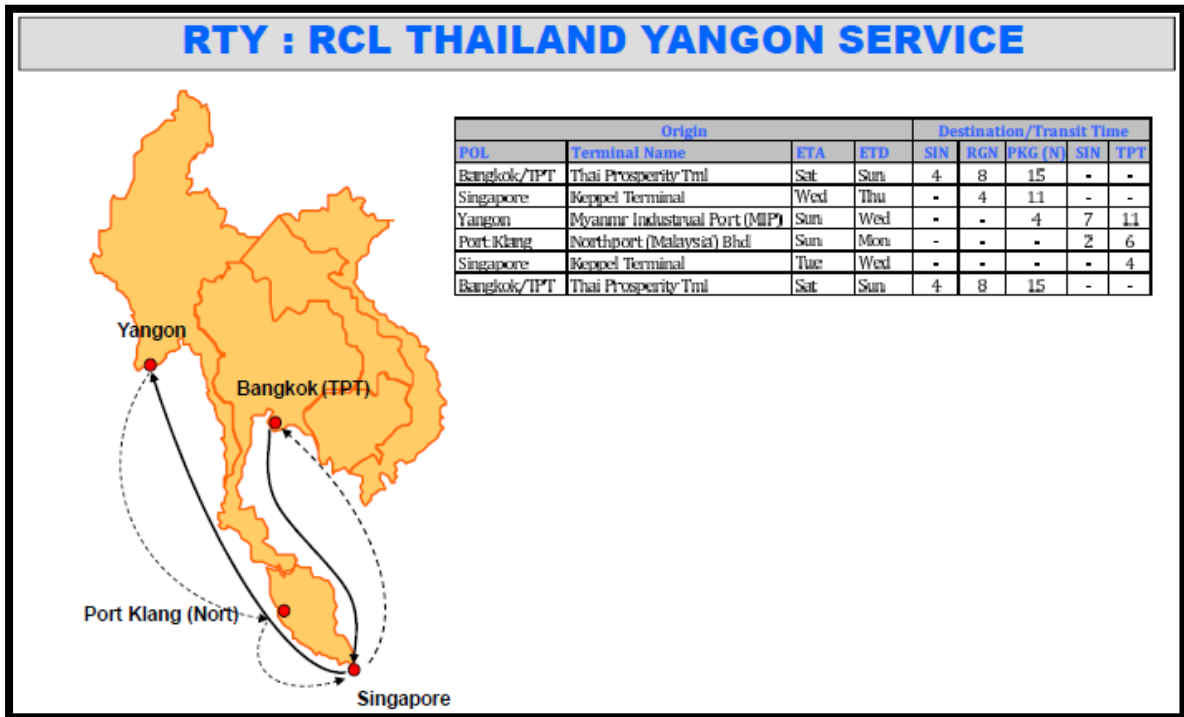 RTY : RCL THAILAND YANGON SERVICE
Origin Destination/Transit Time
POL Terminal Name ETA ETD SIN RGN PKG (N) SIN TPT
Bangkok/TPT Thai Prosperity Tml Sat Sun 4 8 15 - -
Singapore Keppel Terminal Wed Thu - 4 11 - -
Yangon Myanmr Industrual Port (MIP) Sun Wed - - 4 7 11
Port Klang Northport (Malaysia) Bhd Sun Mon - - - 2 6
Singapore Keppel Terminal Tue Wed - - - - 4
Bangkok/TPT Thai Prosperity Tml Sat Sun 4 8 15 - -
Yangon
Bangkok (TPT)
Port Klang (Nort)
Singapore